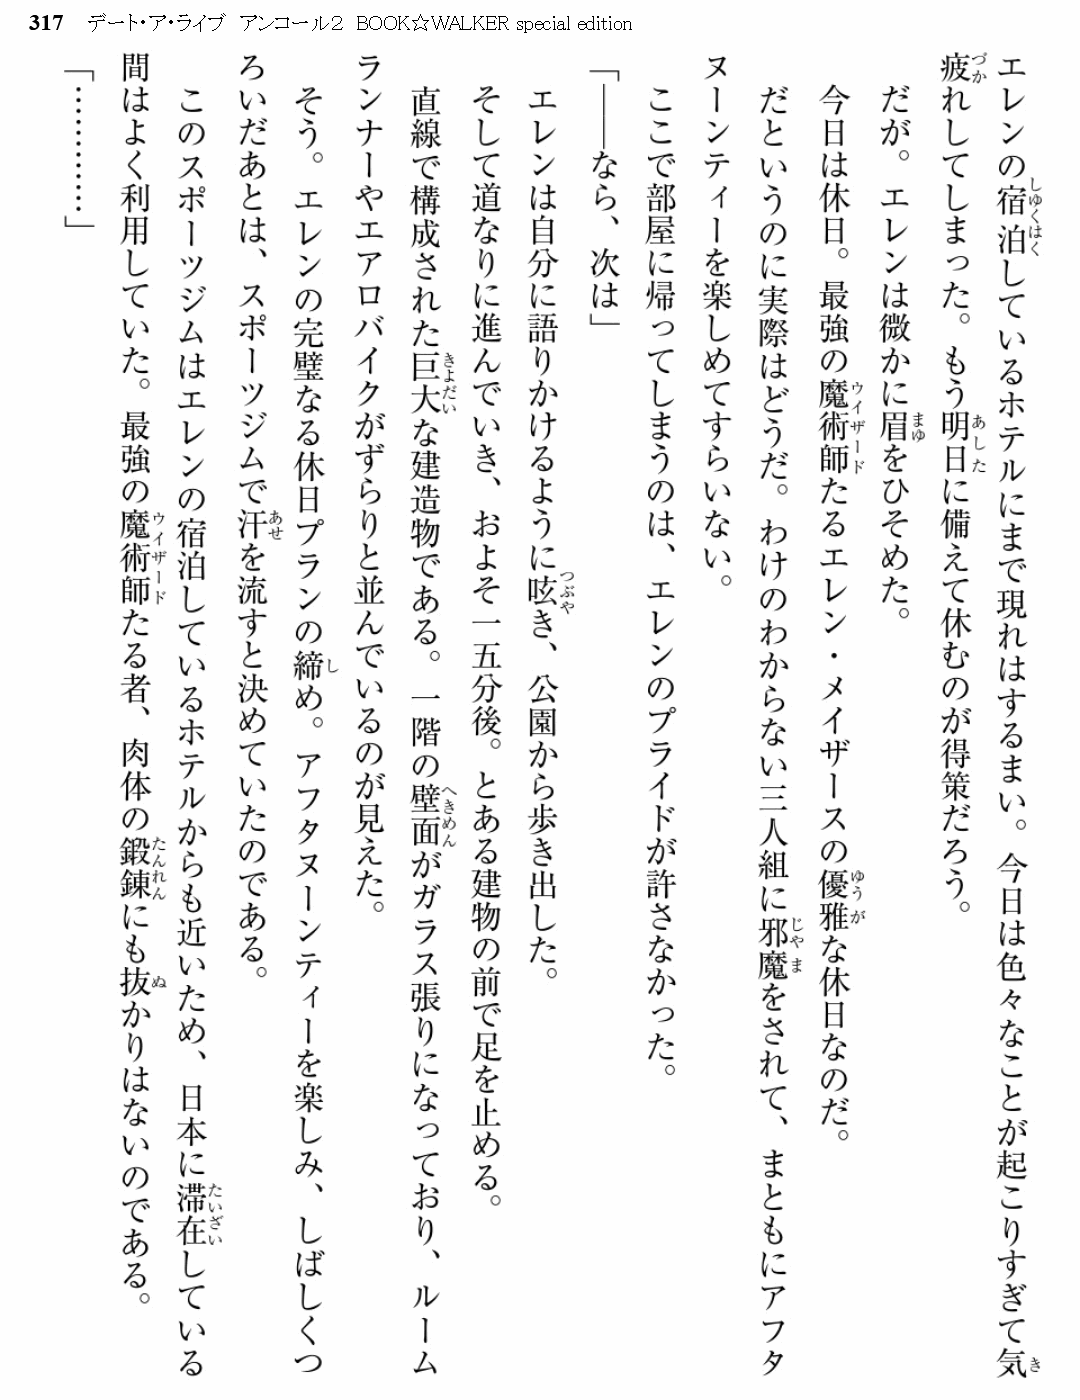 317 デート・ア・ライブ アンコール2 BOOK☆WALKER special edition
エレンの宿泊しているホテルにまで現れはするまい。今日は色々なことが起こりすぎて気
疲れしてしまった。もう明日に備えて休むのが得策だろう。
だが。エレンは微かに眉をひそめた。
今日は休日。最強の魔術師たるエレン・メイザースの優雅な休日なのだ。
だというのに実際はどうだ。わけのわからない三人組に邪魔をされて、まともにアフタ
ヌーンティーを楽しめてすらいない。
ここで部屋に帰ってしまうのは、エレンのプライドが許さなかった。
「――なら、次は」
エレンは自分に語りかけるように呟き、公園から歩き出した。
そして道なりに進んでいき、およそ一五分後。とある建物の前で足を止める。
直線で構成された巨大な建造物である。一階の壁面がガラス張りになっており、ルーム
ランナーやエアロバイクがずらりと並んでいるのが見えた。
そう。エレンの完璧なる休日プランの締め。アフタヌーンティーを楽しみ、しばしくつ
ろいだあとは、スポーツジムで汗を流すと決めていたのである。
このスポーツジムはエレンの宿泊しているホテルからも近いため、日本に滞在している
間はよく利用していた。最強の魔術師たる者、肉体の鍛錬にも抜かりはないのである。
「…………」